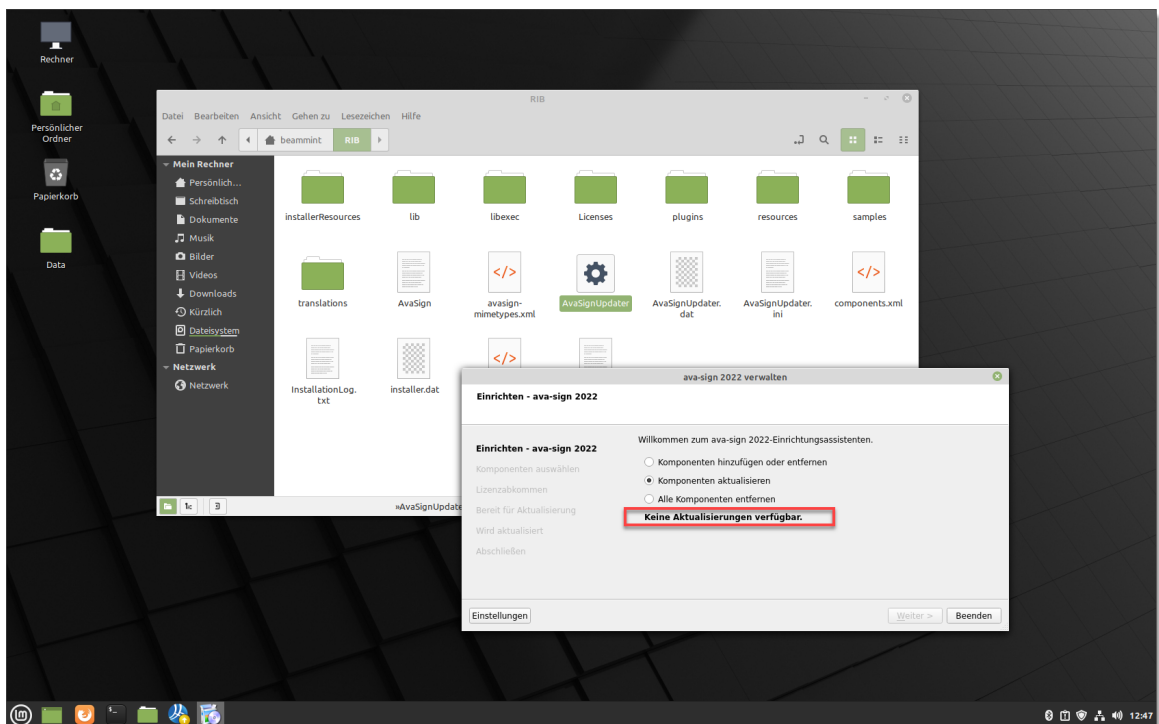 Rechner
Persönlicher
Ordner
Papierkorb
Data
RIB
Datei Bearbeiten Ansicht Gehen zu Lesezeichen Hilfe
beammint RIB
Mein Rechner
Persönlich...
Schreibtisch
Dokumente
Musik
Bilder
Videos
Downloads
Kürzlich
Dateisystem
Papierkorb
Netzwerk
Netzwerk
installerResources lib libexec Licenses plugins resources samples
translations AvaSign avasign-
mimetypes.xml AvaSignUpdater AvaSignUpdater.
dat AvaSignUpdater.
ini components.xml
InstallationLog.
txt installer.dat
»AvaSignUpdate
ava-sign 2022 verwalten
Einrichten - ava-sign 2022
Einrichten - ava-sign 2022
Komponenten auswählen
Lizenzabkommen
Bereit für Aktualisierung
Wird aktualisiert
Abschließen
Willkommen zum ava-sign 2022-Einrichtungsassistenten.
Komponenten hinzufügen oder entfernen
Komponenten aktualisieren
Alle Komponenten entfernen
Keine Aktualisierungen verfügbar.
Einstellungen Weiter > Beenden
12:47